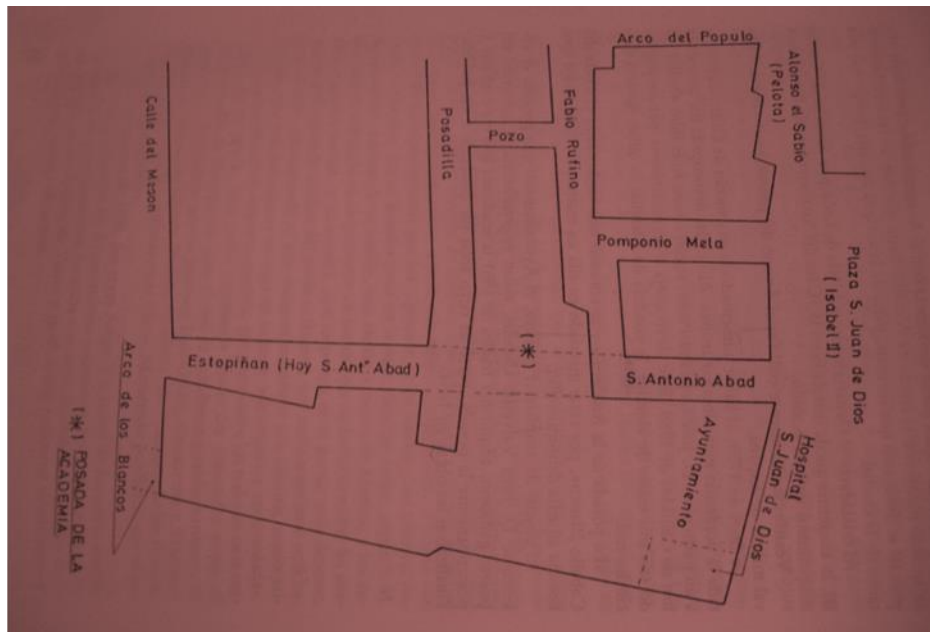 Arco del Populo
Alonso el Sabio
(Pelota)
Calle del Meson
Posadilla
Pozo
Fabio Rufino
Pomponio Mela
Plaza S. Juan de Dios
(Isabel II)
(*)
Estopiñan (Hoy S. Antº Abad)
S. Antonio Abad
Ayuntamiento
Hospital
S. Juan de Dios
Arco de los Blancos
(*) POSADA DE LA
ACADEMIA